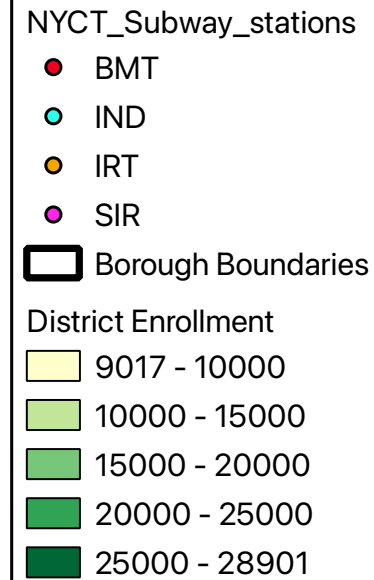 NYCT_Subway_stations
BMT
IND
IRT
SIR
Borough Boundaries
District Enrollment
9017 - 10000
10000 - 15000
15000 - 20000
20000 - 25000
25000 - 28901